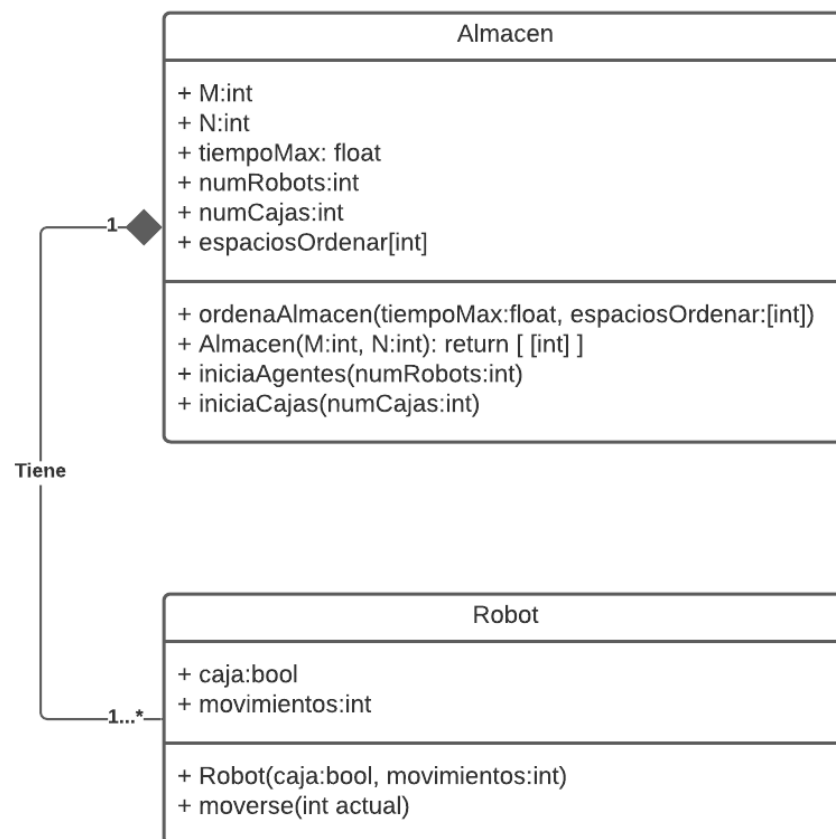 Almacen
+ M:int
+ N:int
+ tiempoMax: float
+ numRobots:int
+ numCajas:int
+ espaciosOrdenar[int]
+ ordenaAlmacen(tiempoMax:float, espaciosOrdenar:[int])
+ Almacen(M:int, N:int): return [ [int] ]
+ iniciaAgentes(numRobots:int)
+ iniciaCajas(numCajas:int)
1
Tiene
1...*
Robot
+ caja:bool
+ movimientos:int
+ Robot(caja:bool, movimientos:int)
+ moverse(int actual)